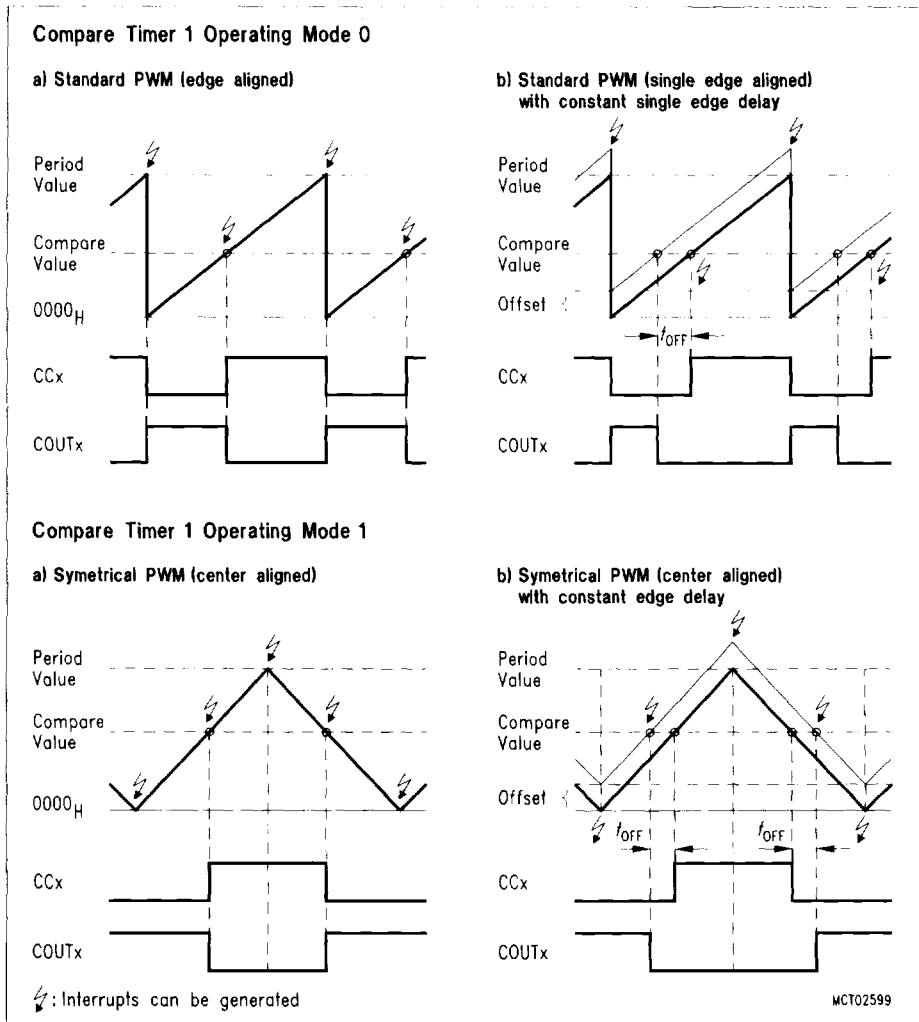 Compare Timer 1 Operating Mode 0
a) Standard PWM (edge aligned)
Period
Value
Compare
Value
0000H
CCx
COUTx
b) Standard PWM (single edge aligned)
with constant single edge delay
Period
Value
Compare
Value
Offset
tOFF
CCx
COUTx
Compare Timer 1 Operating Mode 1
a) Symetrical PWM (center aligned)
Period
Value
Compare
Value
0000H
CCx
COUTx
b) Symetrical PWM (center aligned)
with constant edge delay
Period
Value
Compare
Value
Offset
tOFF
tOFF
CCx
COUTx
: Interrupts can be generated
MCT02599